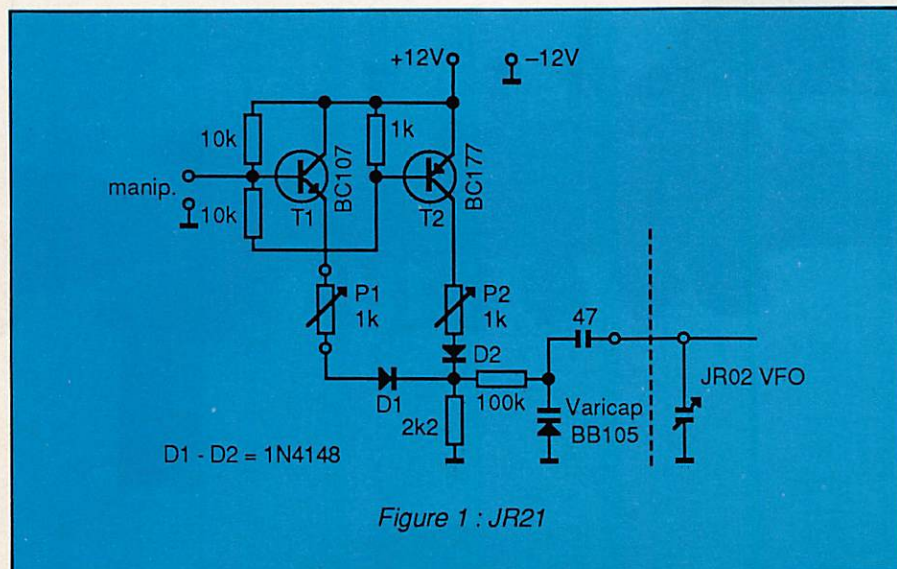 +12V
–12V
10k
1k
BC107
BC177
manip.
T1
T2
10k
P1
1k
P2
1k
47
D2
JR02 VFO
D1
100k
Varicap
BB105
2k2
D1 - D2 = 1N4148
Figure 1 : JR21